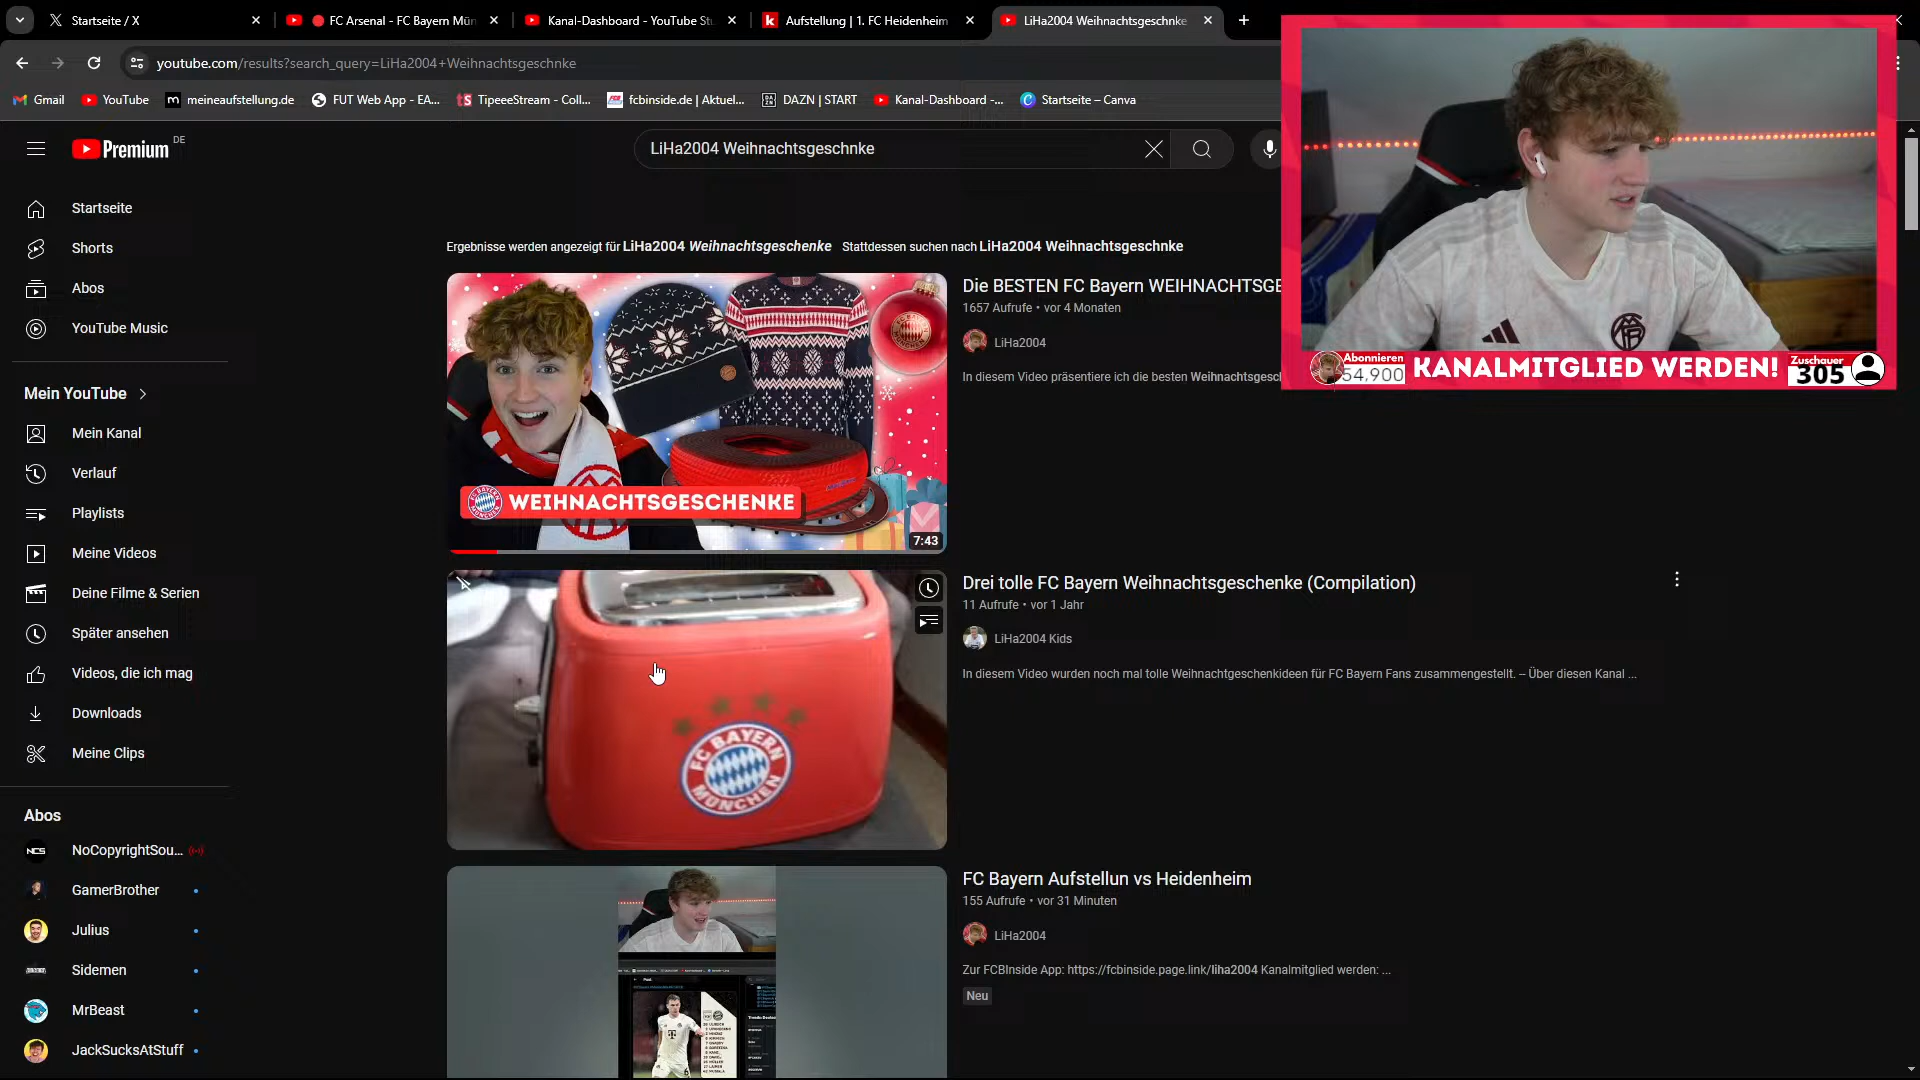 Startseite / X
FC Arsenal - FC Bayern Mün
Kanal-Dashboard - YouTube St
Aufstellung | 1. FC Heidenheim
LiHa2004 Weihnachtsgeschnke
youtube.com/results?search_query=LiHa2004+Weihnachtsgeschnke
Gmail
YouTube
meineaufstellung.de
FUT Web App - EA...
TipeeeStream - Coll...
fcbinside.de | Aktuel...
DAZN | START
Kanal-Dashboard -...
Startseite – Canva
Premium DE
LiHa2004 Weihnachtsgeschnke
Startseite
Shorts
Abos
YouTube Music
Mein YouTube
Mein Kanal
Verlauf
Playlists
Meine Videos
Deine Filme & Serien
Später ansehen
Videos, die ich mag
Downloads
Meine Clips
Abos
NCS
NoCopyrightSou...
GamerBrother
Julius
Sidemen
MrBeast
JackSucksAtStuff
Ergebnisse werden angezeigt für LiHa2004 Weihnachtsgeschenke Stattdessen suchen nach LiHa2004 Weihnachtsgeschnke
WEIHNACHTSGESCHENKE
7:43
Die BESTEN FC Bayern WEIHNACHTSGE
1657 Aufrufe • vor 4 Monaten
LiHa2004
In diesem Video präsentiere ich die besten Weihnachtsgesc
FC BAYERN
MÜNCHEN
Drei tolle FC Bayern Weihnachtsgeschenke (Compilation)
11 Aufrufe • vor 1 Jahr
LiHa2004 Kids
In diesem Video wurden noch mal tolle Weihnachtgeschenkideen für FC Bayern Fans zusammengestellt. – Über diesen Kanal ...
FC Bayern Aufstellun vs Heidenheim
155 Aufrufe • vor 31 Minuten
LiHa2004
Zur FCBInside App: https://fcbinside.page.link/liha2004 Kanalmitglied werden: ...
Neu
Abonnieren
54,900
KANALMITGLIED WERDEN!
Zuschauer
305